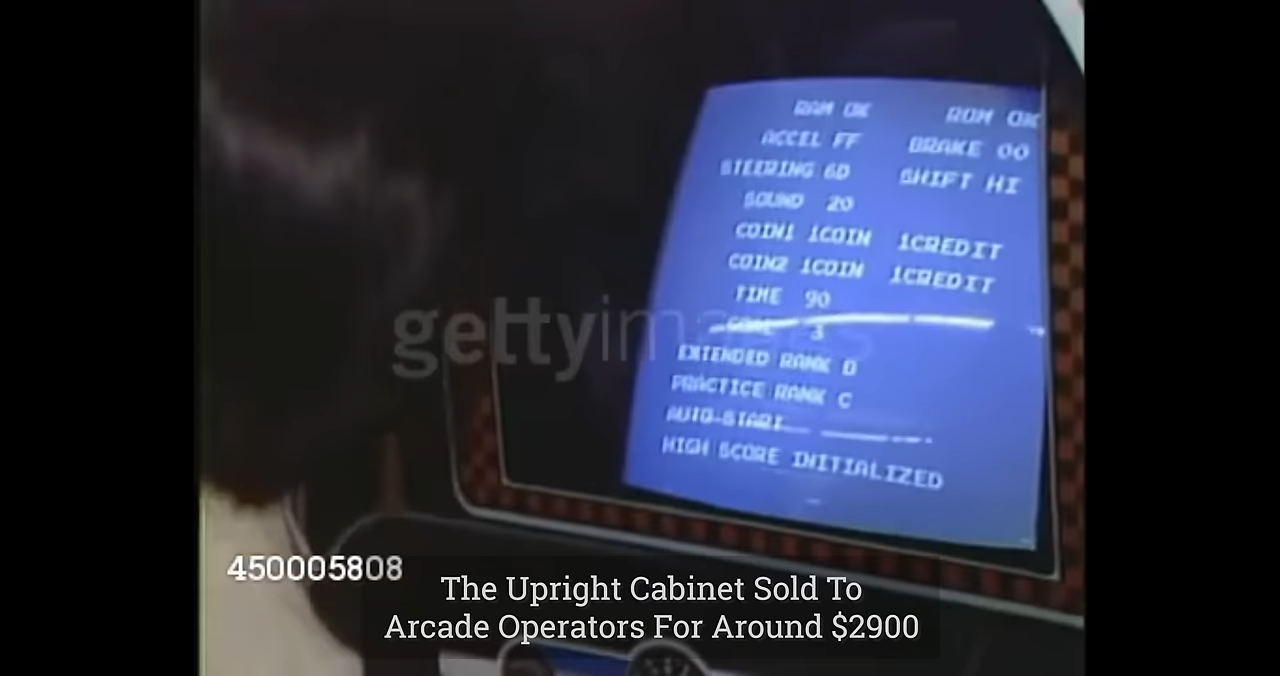 RAM OK ROM OK
ACCEL FF BRAKE 00
STEERING 6D SHIFT HI
SOUND 20
COIN1 1COIN 1CREDIT
COIN2 1COIN 1CREDIT
TIME 90
3
EXTENDED RANK D
PRACTICE RANK C
AUTO-START
HIGH SCORE INITIALIZED
gettyimages
450005808
The Upright Cabinet Sold To
Arcade Operators For Around $2900